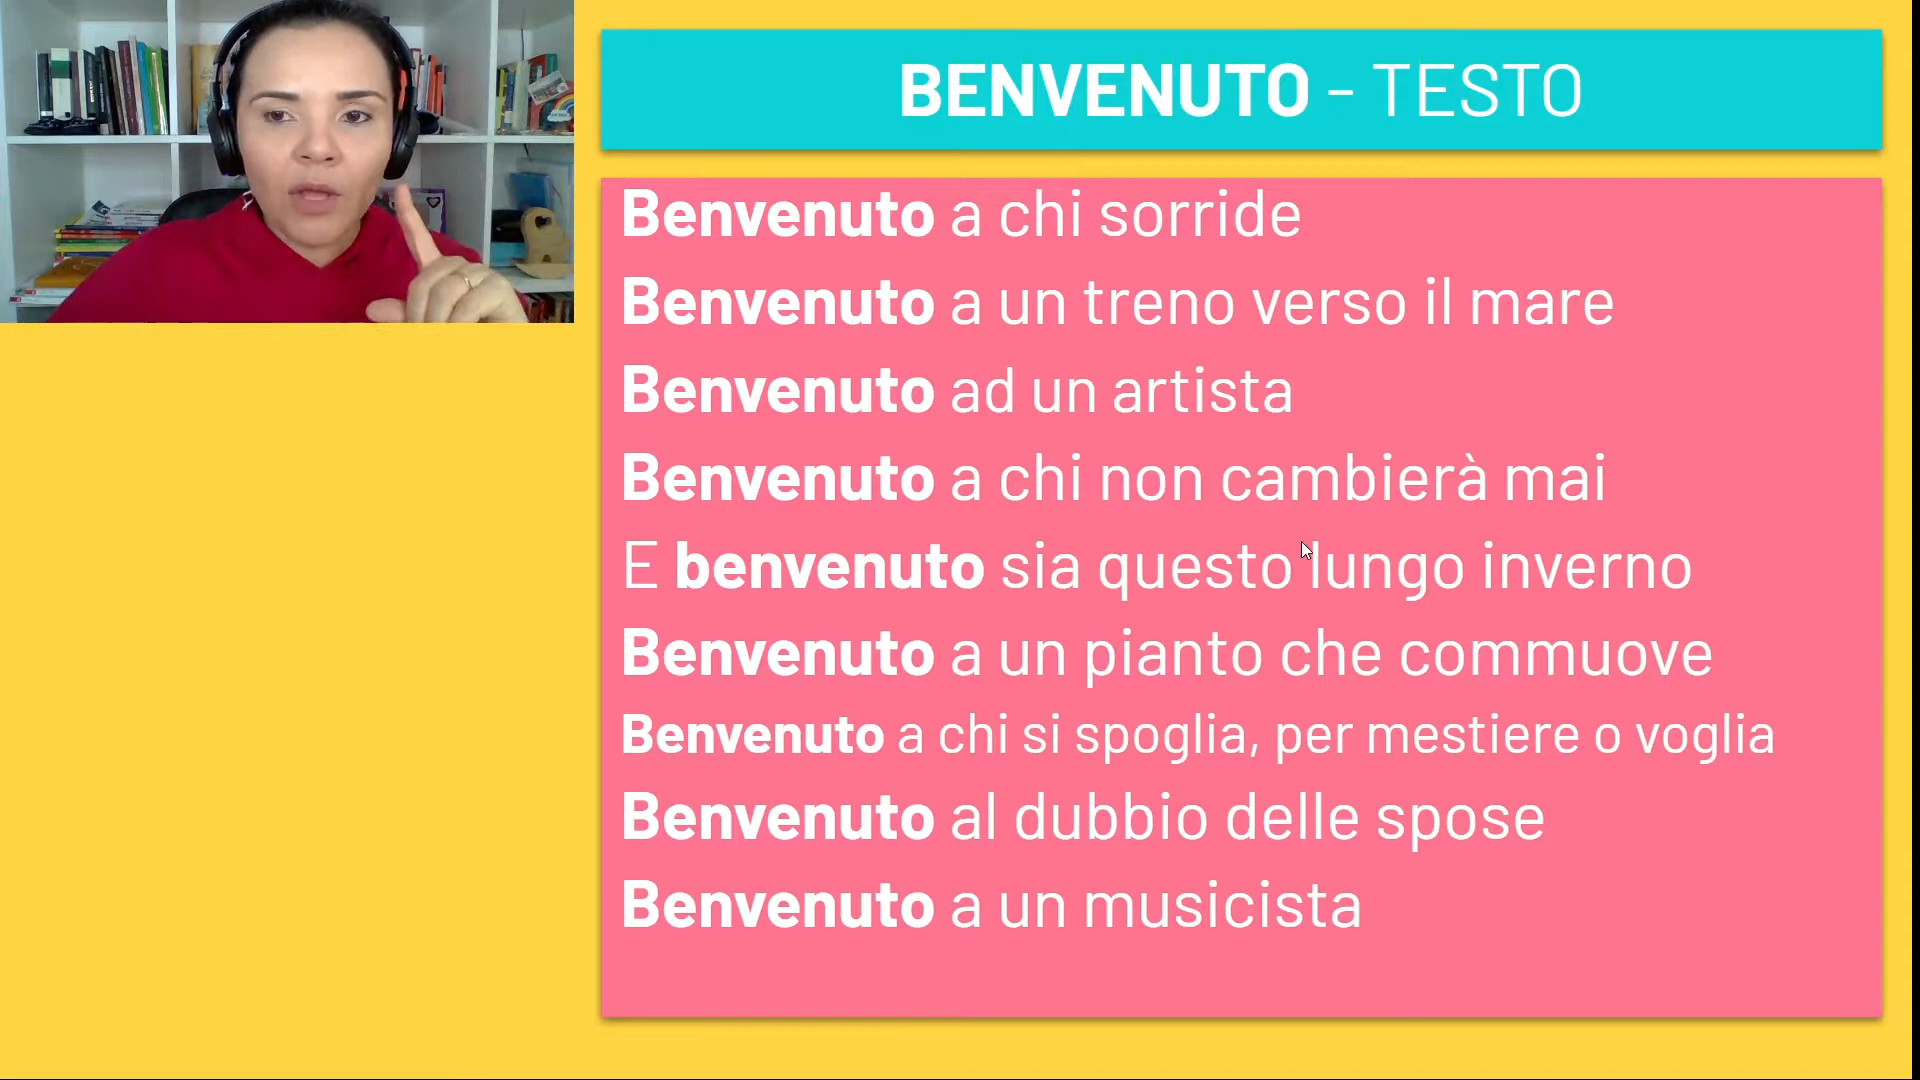 BENVENUTO - TESTO
Benvenuto a chi sorride
Benvenuto a un treno verso il mare
Benvenuto ad un artista
Benvenuto a chi non cambierà mai
E benvenuto sia questo lungo inverno
Benvenuto a un pianto che commuove
Benvenuto a chi si spoglia, per mestiere o voglia
Benvenuto al dubbio delle spose
Benvenuto a un musicista